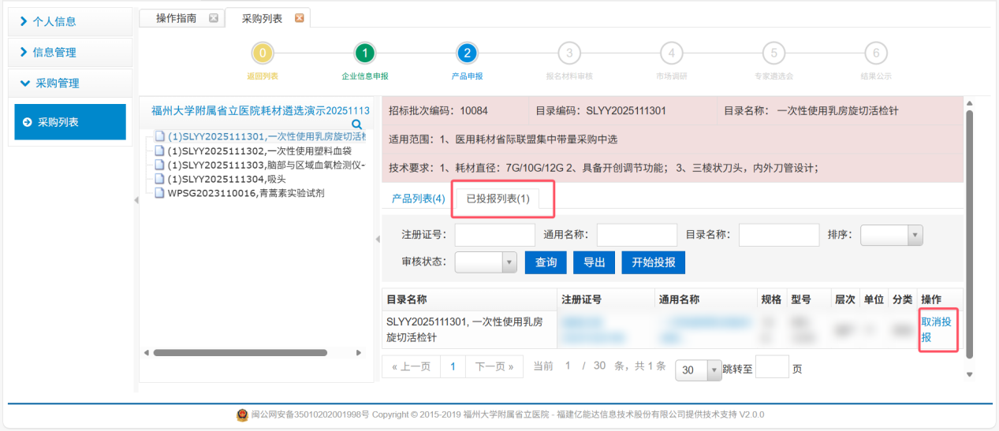 个人信息
信息管理
采购管理
采购列表
操作指南
采购列表
0
1
2
3
4
5
6
返回列表
企业信息申报
产品申报
报名材料审核
市场调研
专家遴选会
结果公示
福州大学附属省立医院耗材遴选演示20251113
(1)SLYY2025111301,一次性使用乳房旋切活检
(1)SLYY2025111302,一次性使用塑料血袋
(1)SLYY2025111303,脑部与区域血氧检测仪-
(1)SLYY2025111304,吸头
WPSG2023110016,青蒿素实验试剂
招标批次编码：10084
目录编码：SLYY2025111301
目录名称： 一次性使用乳房旋切活检针
适用范围：1、医用耗材省际联盟集中带量采购中选
技术要求：1、耗材直径：7G/10G/12G 2、具备开创调节功能； 3、三棱状刀头，内外刀管设计；
产品列表(4)
已投报列表(1)
注册证号：
通用名称：
目录名称：
排序：
审核状态：
查询
导出
开始投报
目录名称
注册证号
通用名称
规格
型号
层次
单位
分类
操作
SLYY2025111301, 一次性使用乳房
旋切活检针
取消投
报
« 上一页
1
下一页 »
当前 1 / 30 条，共 1 条
30
跳转至
页
闽公网安备35010202001998号 Copyright © 2015-2019 福州大学附属省立医院 - 福建亿能达信息技术股份有限公司提供技术支持 V2.0.0